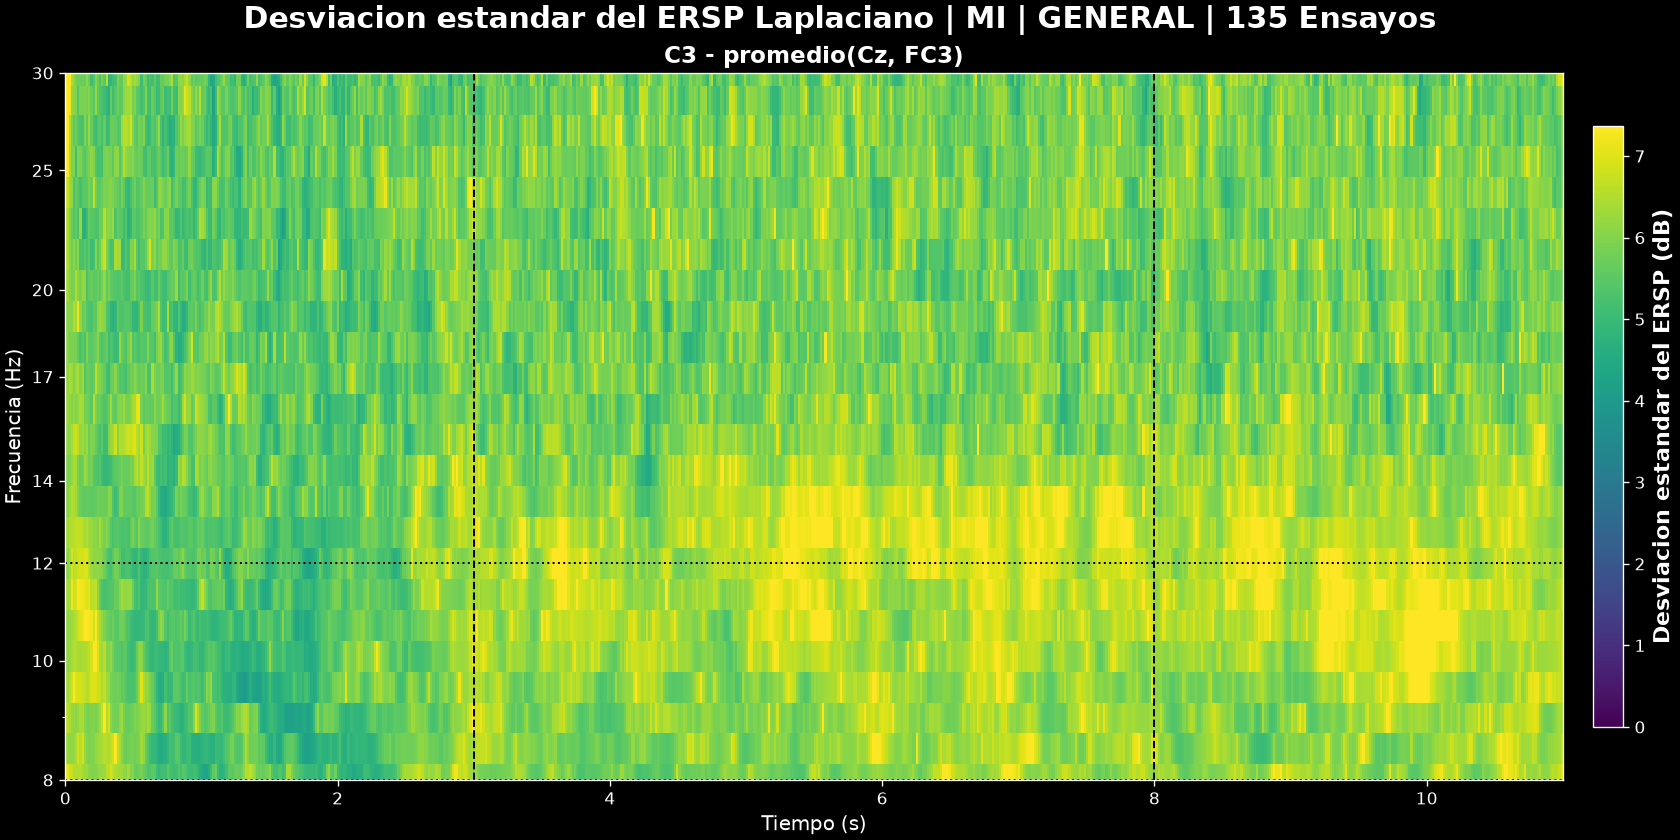 Desviacion estandar del ERSP Laplaciano | MI | GENERAL | 135 Ensayos
C3 - promedio(Cz, FC3)
Frecuencia (Hz)
30
25
20
17
14
12
10
8
0 2 4 6 8 10
Tiempo (s)
7
6
5
4
3
2
1
0
Desviacion estandar del ERSP (dB)